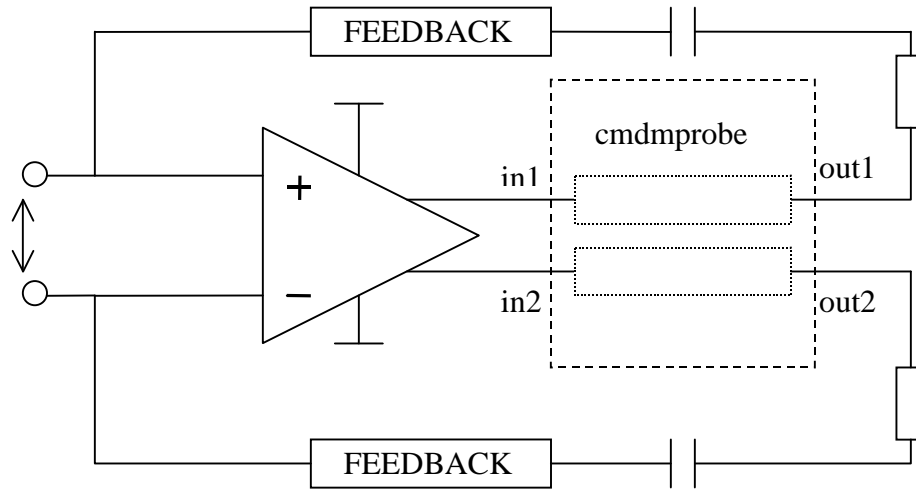 FEEDBACK
cmdmprobe
in1
out1
+
−
in2
out2
FEEDBACK